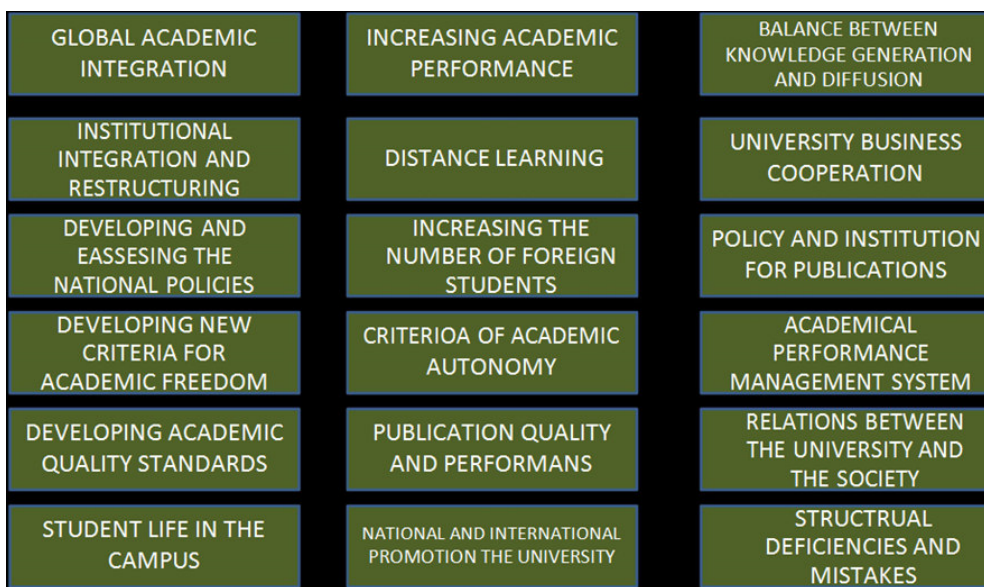 GLOBAL ACADEMIC
INTEGRATION
INCREASING ACADEMIC
PERFORMANCE
BALANCE BETWEEN
KNOWLEDGE GENERATION
AND DIFFUSION
INSTITUTIONAL
INTEGRATION AND
RESTRUCTURING
DISTANCE LEARNING
UNIVERSITY BUSINESS
COOPERATION
DEVELOPING AND
EASSESING THE
NATIONAL POLICIES
INCREASING THE
NUMBER OF FOREIGN
STUDENTS
POLICY AND INSTITUTION
FOR PUBLICATIONS
DEVELOPING NEW
CRITERIA FOR
ACADEMIC FREEDOM
CRITERIOA OF ACADEMIC
AUTONOMY
ACADEMICAL
PERFORMANCE
MANAGEMENT SYSTEM
DEVELOPING ACADEMIC
QUALITY STANDARDS
PUBLICATION QUALITY
AND PERFORMANS
RELATIONS BETWEEN
THE UNIVERSITY AND
THE SOCIETY
STUDENT LIFE IN THE
CAMPUS
NATIONAL AND INTERNATIONAL
PROMOTION THE UNIVERSITY
STRUCTRUAL
DEFICIENCIES AND
MISTAKES